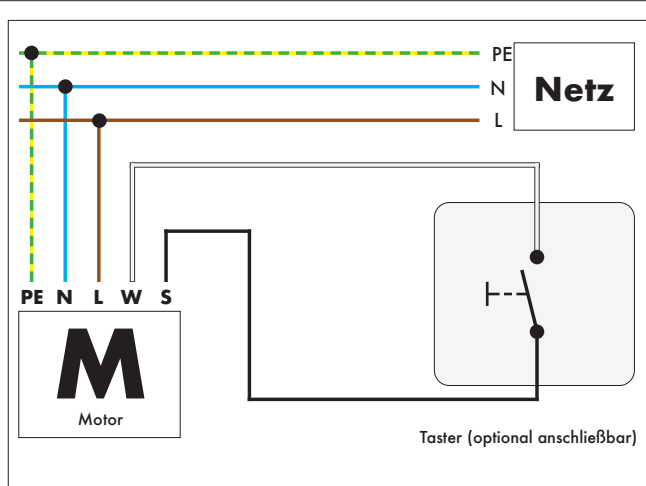 PE
N
L
Netz
PE N L W S
M
Motor
Taster (optional anschließbar)